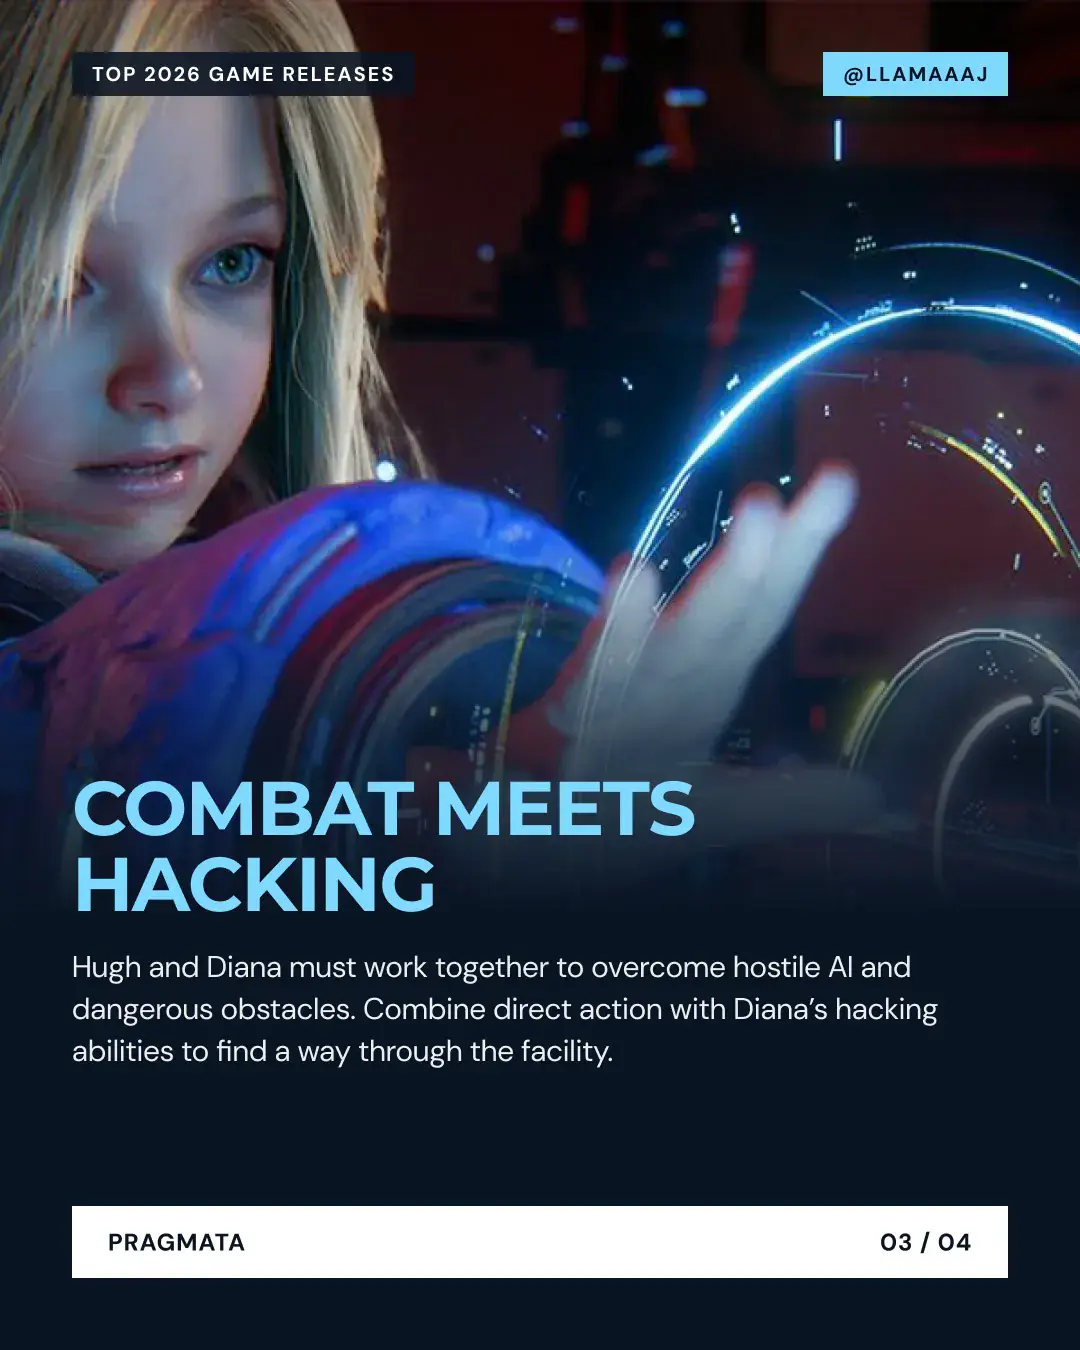 TOP 2026 GAME RELEASES
@LLAMAAAJ
COMBAT MEETS
HACKING
Hugh and Diana must work together to overcome hostile AI and
dangerous obstacles. Combine direct action with Diana’s hacking
abilities to find a way through the facility.
PRAGMATA
03 / 04